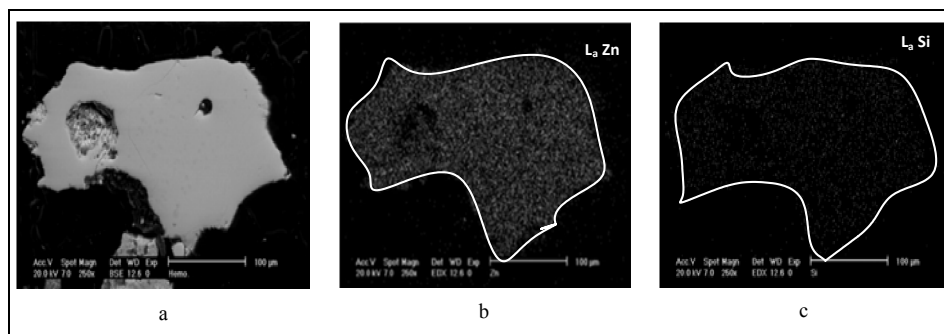 Lₐ Zn
Lₐ Si
Acc.V Spot Magn Det WD Exp 100 µm
20.0 kV 7.0 250x BSE 12.6 0 Hemo.
Acc.V Spot Magn Det WD Exp 100 µm
20.0 kV 7.0 250x EDX 12.6 0 Zn
Acc.V Spot Magn Det WD Exp 100 µm
20.0 kV 7.0 250x EDX 12.6 0 Si
a
b
c